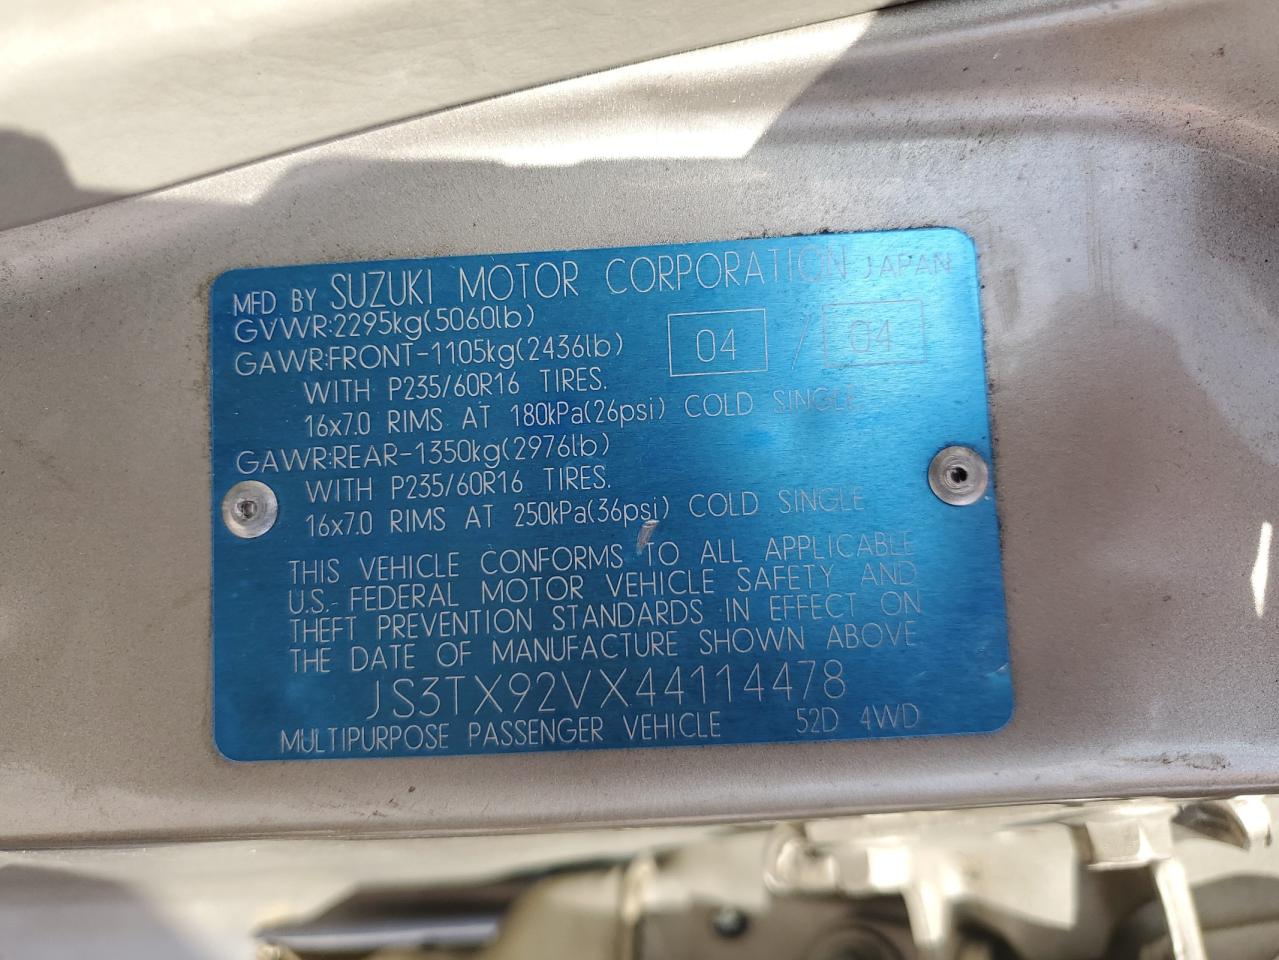 MFD BY SUZUKI MOTOR CORPORATION JAPAN
GVWR:2295kg(5060lb)
GAWR:FRONT-1105kg(2436lb) 04 / 04
WITH P235/60R16 TIRES.
16x7.0 RIMS AT 180kPa(26psi) COLD SINGLE.
GAWR:REAR-1350kg(2976lb)
WITH P235/60R16 TIRES.
16x7.0 RIMS AT 250kPa(36psi) COLD SINGLE
THIS VEHICLE CONFORMS TO ALL APPLICABLE
U.S. FEDERAL MOTOR VEHICLE SAFETY AND
THEFT PREVENTION STANDARDS IN EFFECT ON
THE DATE OF MANUFACTURE SHOWN ABOVE
JS3TX92VX44114478
MULTIPURPOSE PASSENGER VEHICLE 52D 4WD